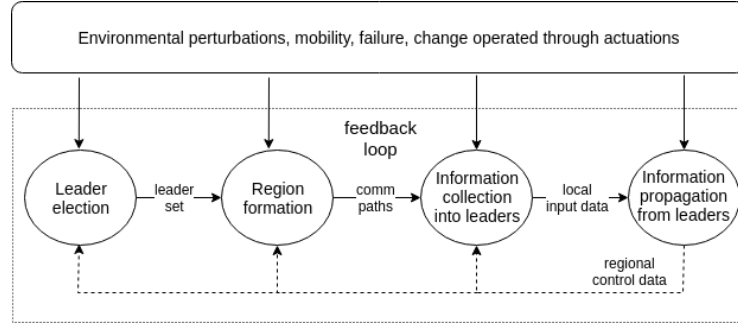 Environmental perturbations, mobility, failure, change operated through actuations
feedback
loop
Leader
election
leader
set
Region
formation
comm
paths
Information
collection
into leaders
local
input data
Information
propagation
from leaders
regional
control data